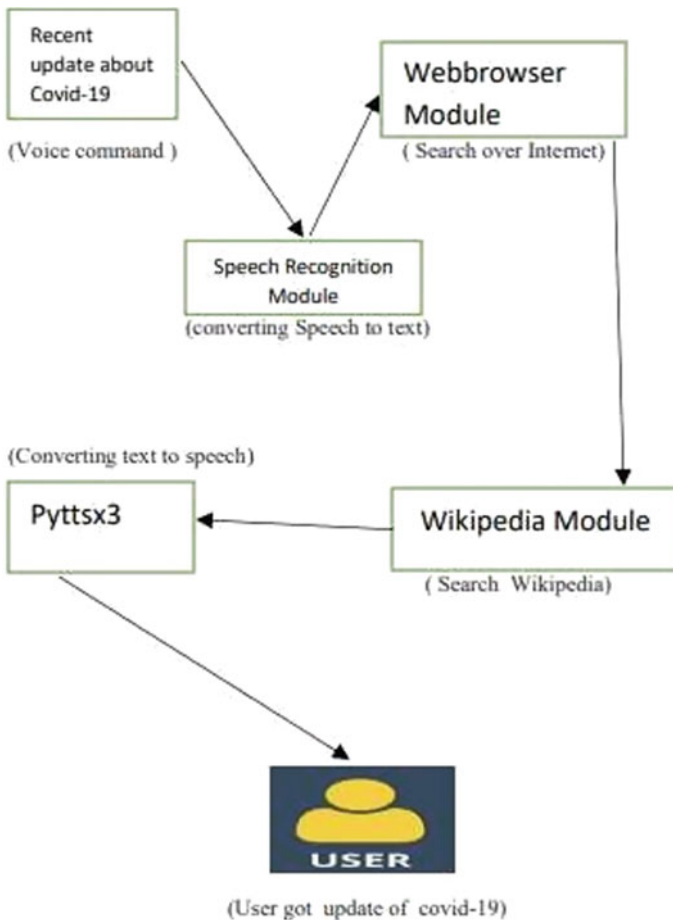 Recent
update about
Covid-19
(Voice command )
Webbrowser
Module
( Search over Internet)
Speech Recognition
Module
(converting Speech to text)
(Converting text to speech)
Pyttsx3
Wikipedia Module
( Search Wikipedia)
USER
(User got update of covid-19)